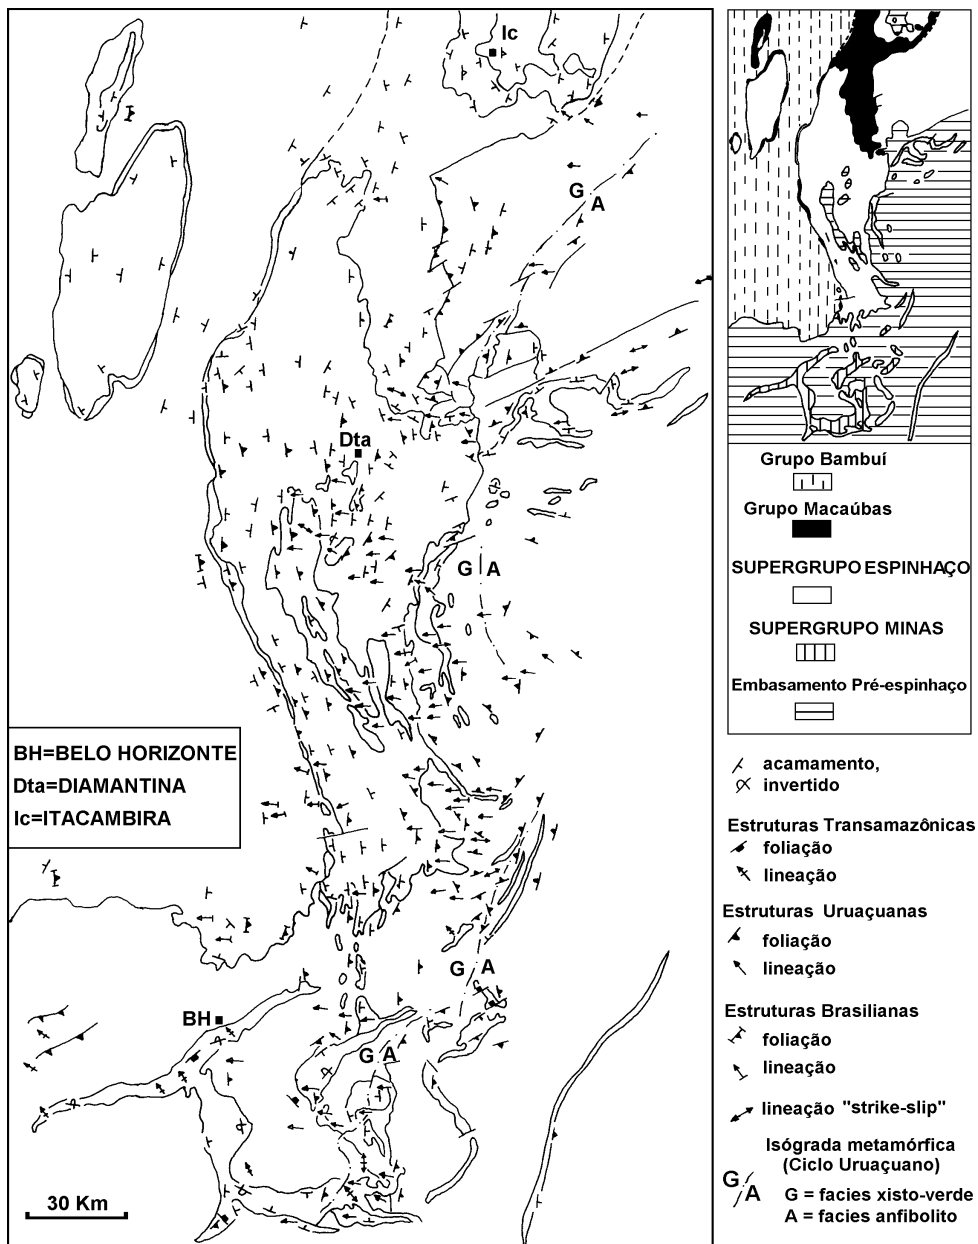 Ic
G
A
Dta
G A
BH=BELO HORIZONTE
Dta=DIAMANTINA
Ic=ITACAMBIRA
G A
BH
G A
30 Km
Grupo Bambuí
Grupo Macaúbas
SUPERGRUPO ESPINHAÇO
SUPERGRUPO MINAS
Embasamento Pré-espinhaço
acamamento,
invertido
Estruturas Transamazônicas
foliação
lineação
Estruturas Uruaçuanas
foliação
lineação
Estruturas Brasilianas
foliação
lineação
lineação "strike-slip"
Isógrada metamórfica
(Ciclo Uruaçuano)
G
A
G = facies xisto-verde
A = facies anfibolito